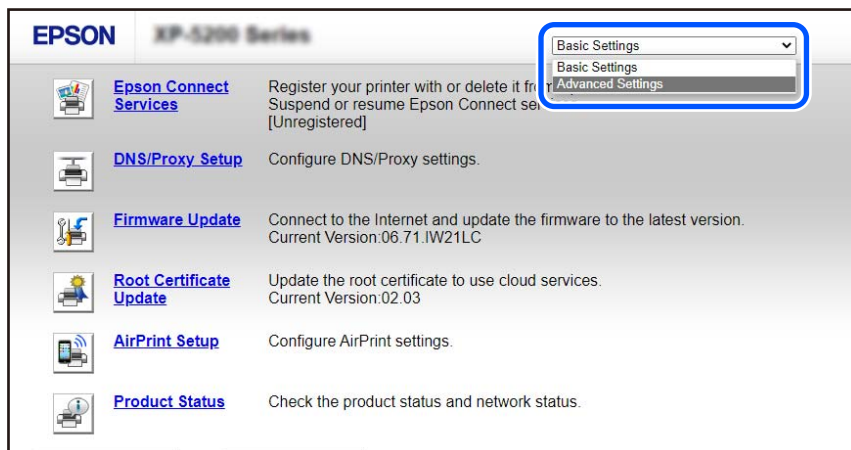 EPSON XP-5200 Series
Basic Settings
Basic Settings
Advanced Settings
Epson Connect
Services
Register your printer with or delete it from
Suspend or resume Epson Connect
[Unregistered]
DNS/Proxy Setup
Configure DNS/Proxy settings.
Firmware Update
Connect to the Internet and update the firmware to the latest version.
Current Version:06.71.IW21LC
Root Certificate
Update
Update the root certificate to use cloud services.
Current Version:02.03
AirPrint Setup
Configure AirPrint settings.
Product Status
Check the product status and network status.